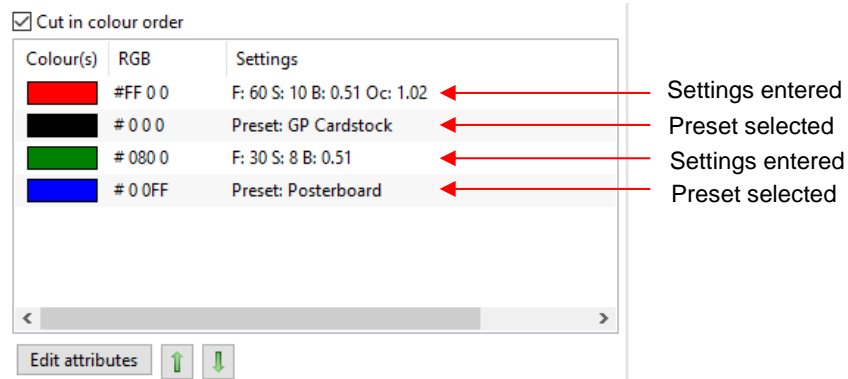 Cut in colour order
Colour(s) RGB Settings
#FF 0 0 F: 60 S: 10 B: 0.51 Oc: 1.02 Settings entered
# 0 0 0 Preset: GP Cardstock Preset selected
# 080 0 F: 30 S: 8 B: 0.51 Settings entered
# 0 0FF Preset: Posterboard Preset selected
Edit attributes